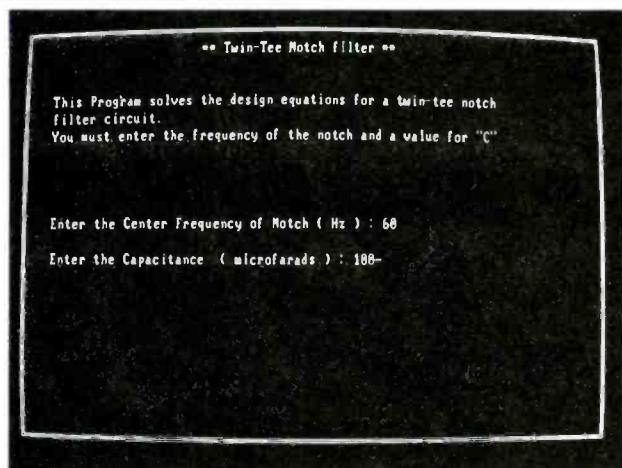 ** Twin-Tee Notch filter **
This Program solves the design equations for a twin-tee notch
filter circuit.
You must enter the frequency of the notch and a value for "C"
Enter the Center Frequency of Notch ( Hz ) : 60
Enter the Capacitance ( microfarads ) : 100-